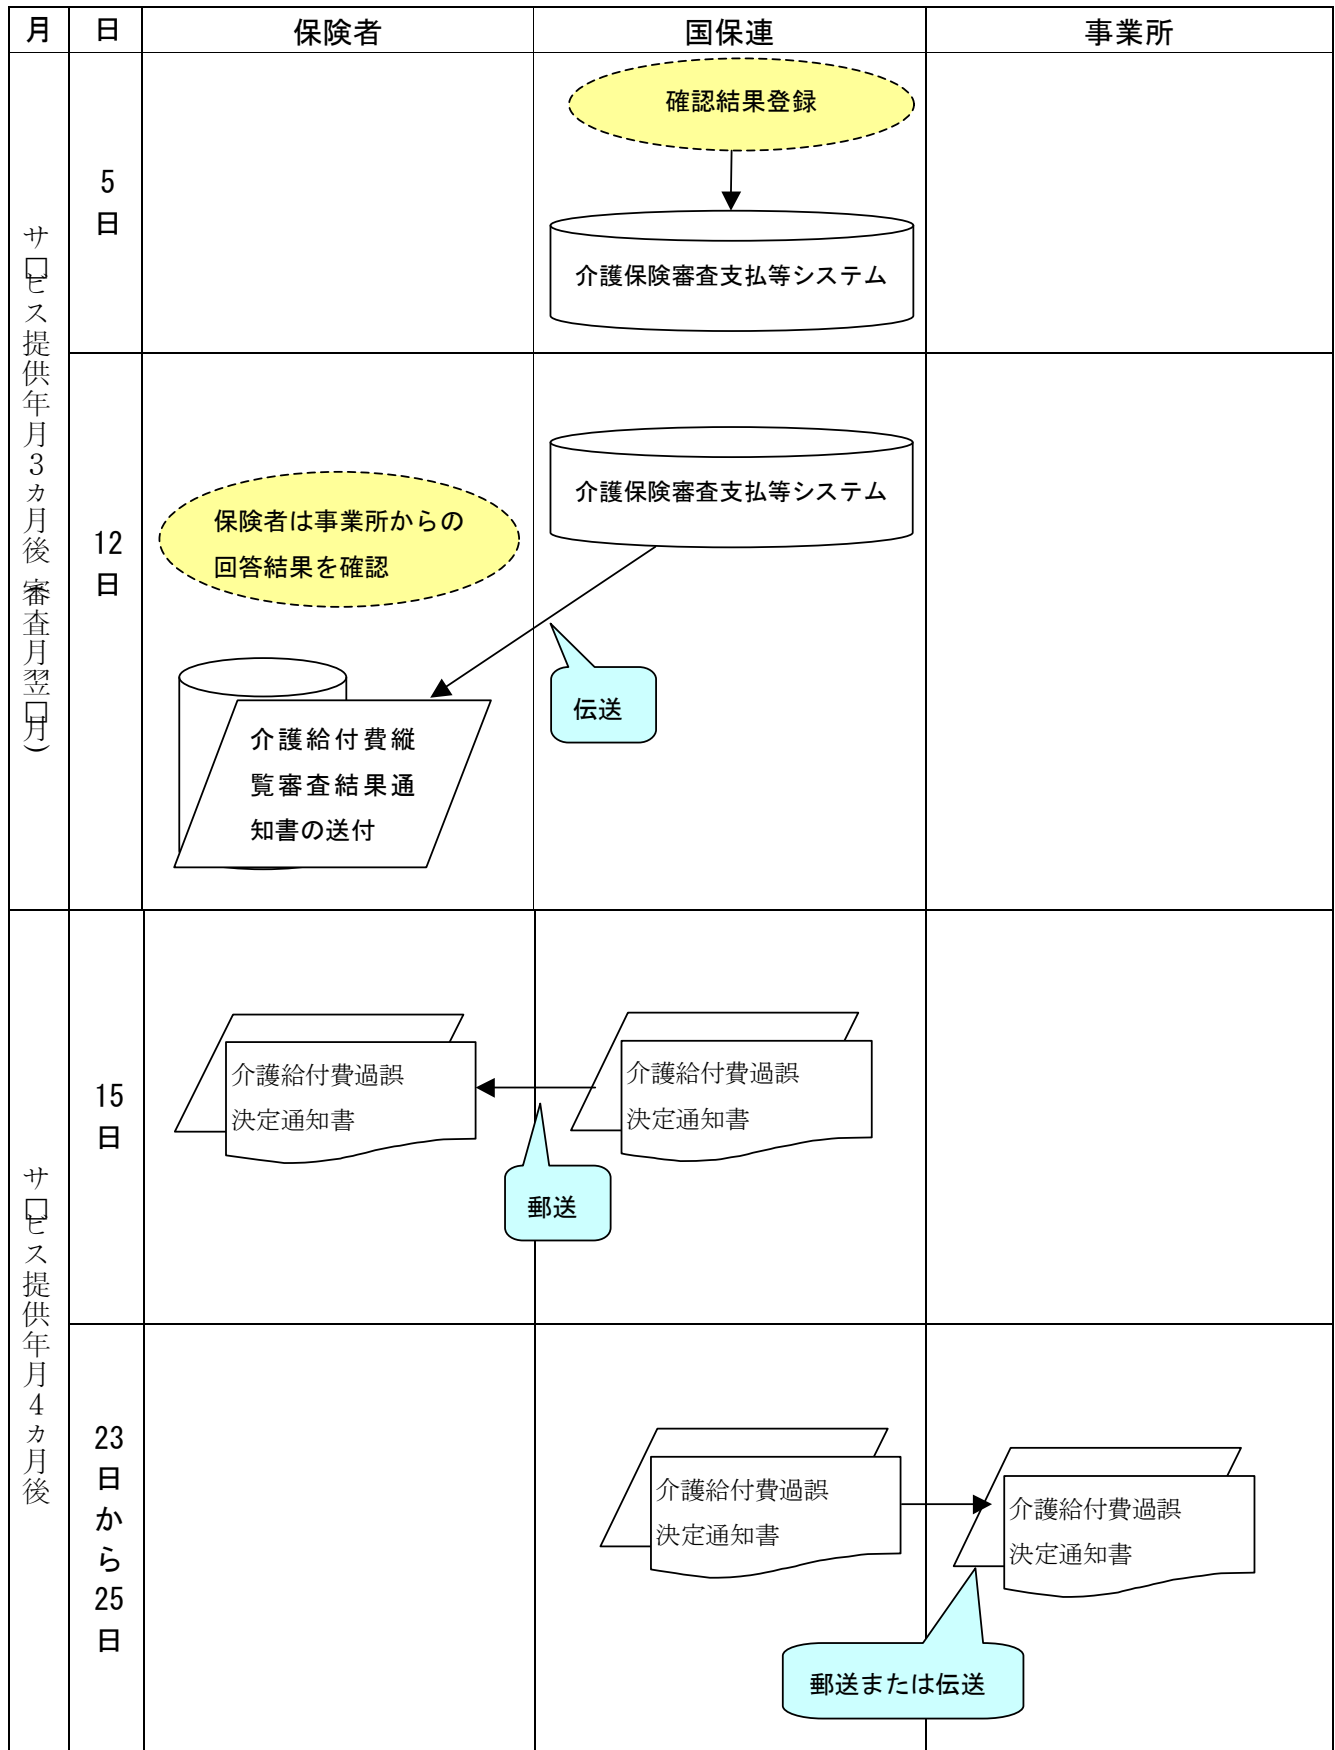 月 日 保険者 国保連 事業所
サ□ビス提供年月3ヵ月後(審査月翌□月)
5
日
確認結果登録
介護保険審査支払等システム
12
日
保険者は事業所からの
回答結果を確認
介護保険審査支払等システム
伝送
介護給付費縦
覧審査結果通
知書の送付
サ□ビス提供年月4ヵ月後
15
日
介護給付費過誤
決定通知書
介護給付費過誤
決定通知書
郵送
23
日
か
ら
25
日
介護給付費過誤
決定通知書
介護給付費過誤
決定通知書
郵送または伝送